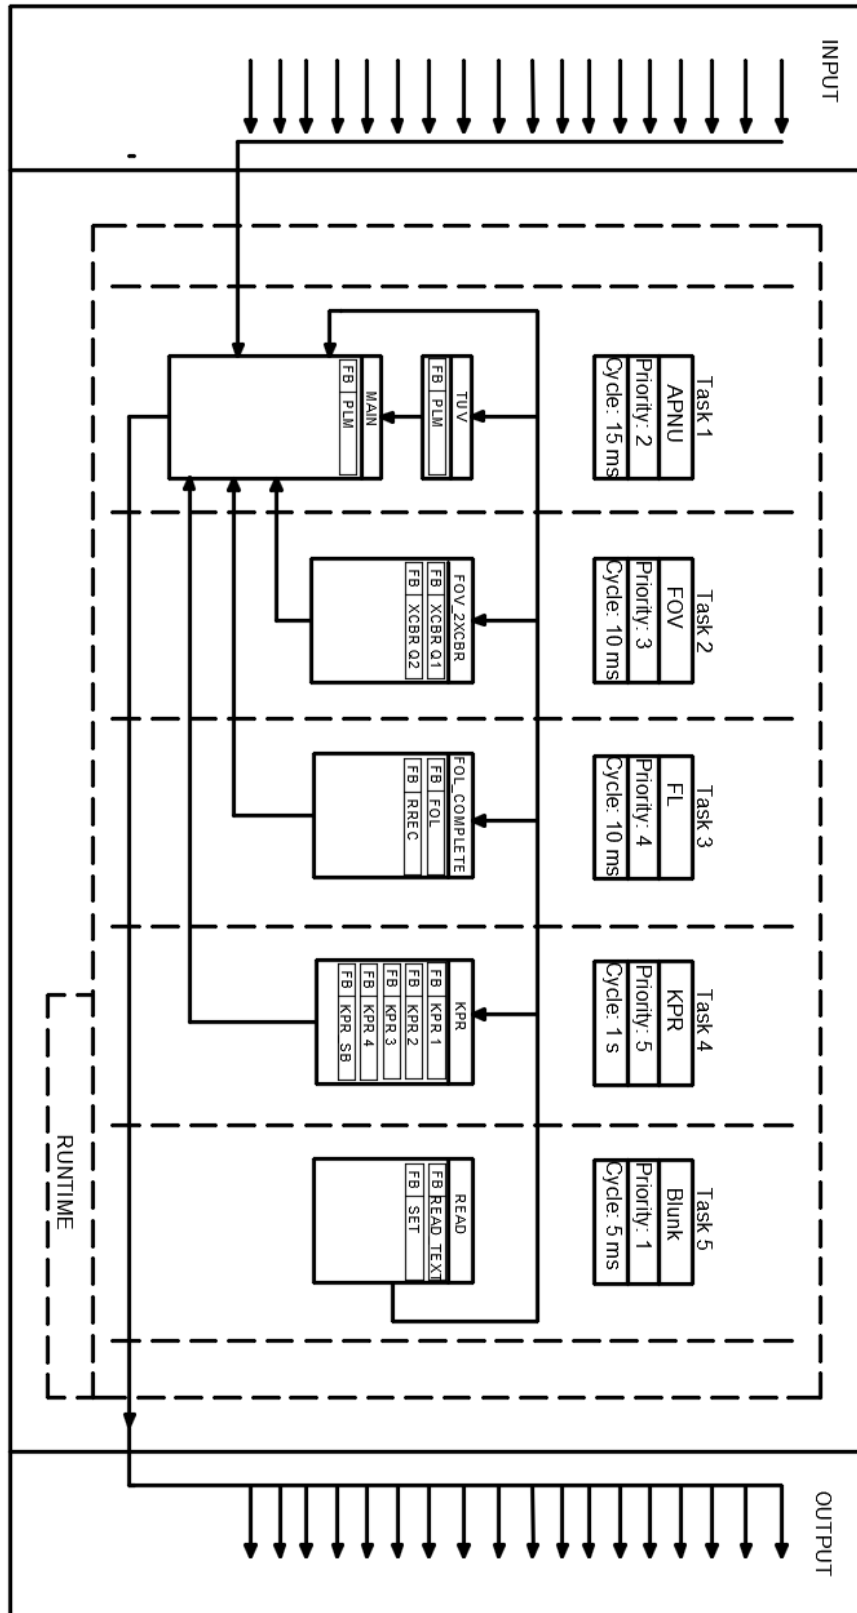 INPUT
Task 1
APNU
Priority: 2
Cycle: 15 ms
TUV
FB PLM
MAIN
FB PLM
Task 2
FOV
Priority: 3
Cycle: 10 ms
FOV_2XCBR
FB XCBR Q1
FB XCBR Q2
Task 3
FL
Priority: 4
Cycle: 10 ms
FOL_COMPLETE
FB FOL
FB RREC
Task 4
KPR
Priority: 5
Cycle: 1 s
KPR
FB KPR 1
FB KPR 2
FB KPR 3
FB KPR 4
FB KPR SB
Task 5
Blunk
Priority: 1
Cycle: 5 ms
READ
FB READ TEXT
FB SET
RUNTIME
OUTPUT